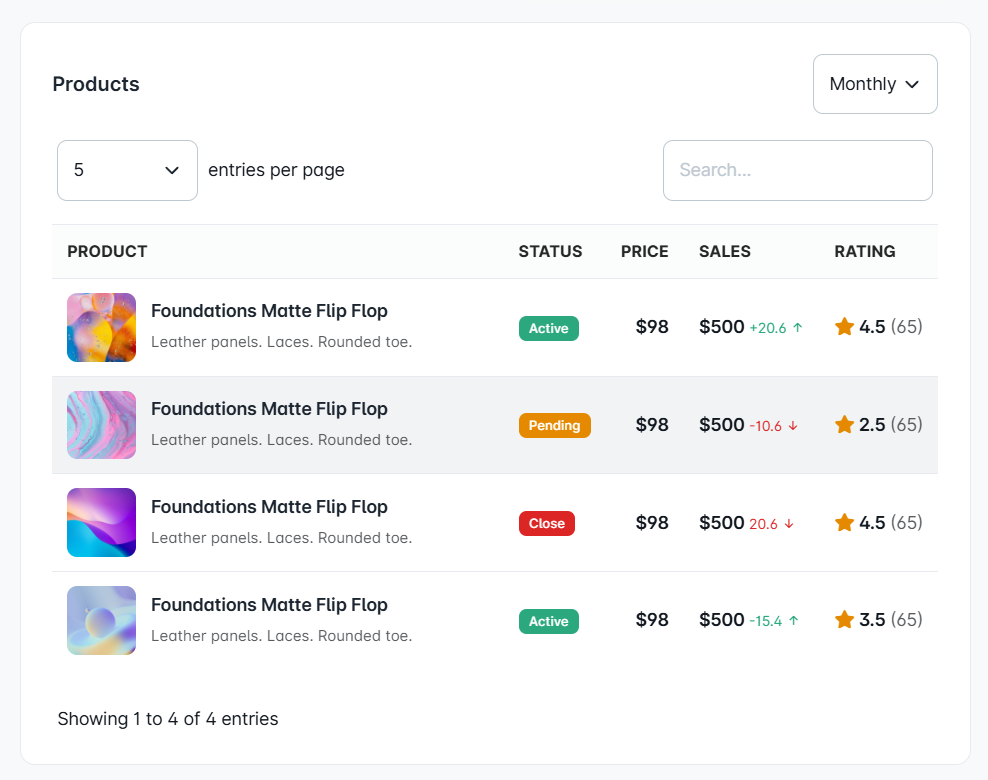 Products
Monthly
5
entries per page
Search...
PRODUCT STATUS PRICE SALES RATING
Foundations Matte Flip Flop
Leather panels. Laces. Rounded toe.
Active $98 $500 +20.6 ↑ 4.5 (65)
Foundations Matte Flip Flop
Leather panels. Laces. Rounded toe.
Pending $98 $500 -10.6 ↓ 2.5 (65)
Foundations Matte Flip Flop
Leather panels. Laces. Rounded toe.
Close $98 $500 20.6 ↓ 4.5 (65)
Foundations Matte Flip Flop
Leather panels. Laces. Rounded toe.
Active $98 $500 -15.4 ↑ 3.5 (65)
Showing 1 to 4 of 4 entries